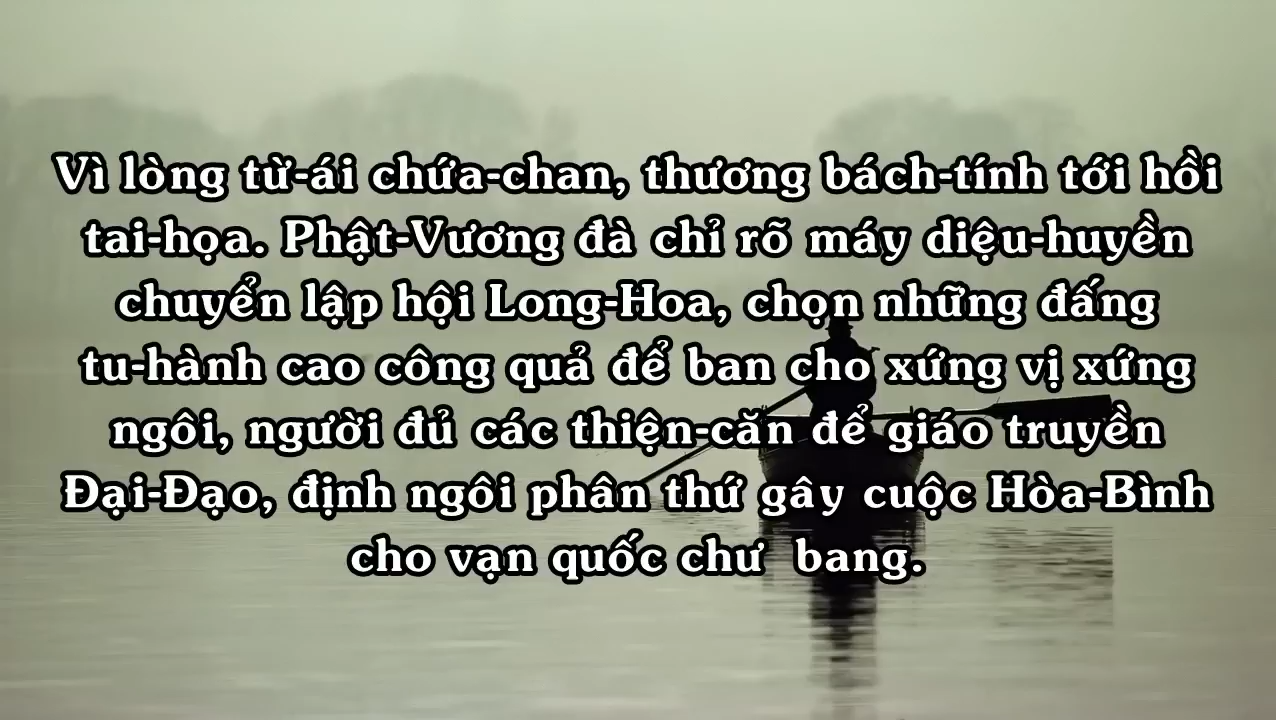 Vì lòng từ-ái chứa-chan, thương bách-tính tới hồi
tai-họa. Phật-Vương đà chỉ rõ máy diệu-huyền
chuyển lập hội Long-Hoa, chọn những đấng
tu-hành cao công quả để ban cho xứng vị xứng
ngôi, người đủ các thiện-căn để giáo truyền
Đại-Đạo, định ngôi phân thứ gây cuộc Hòa-Bình
cho vạn quốc chư bang.